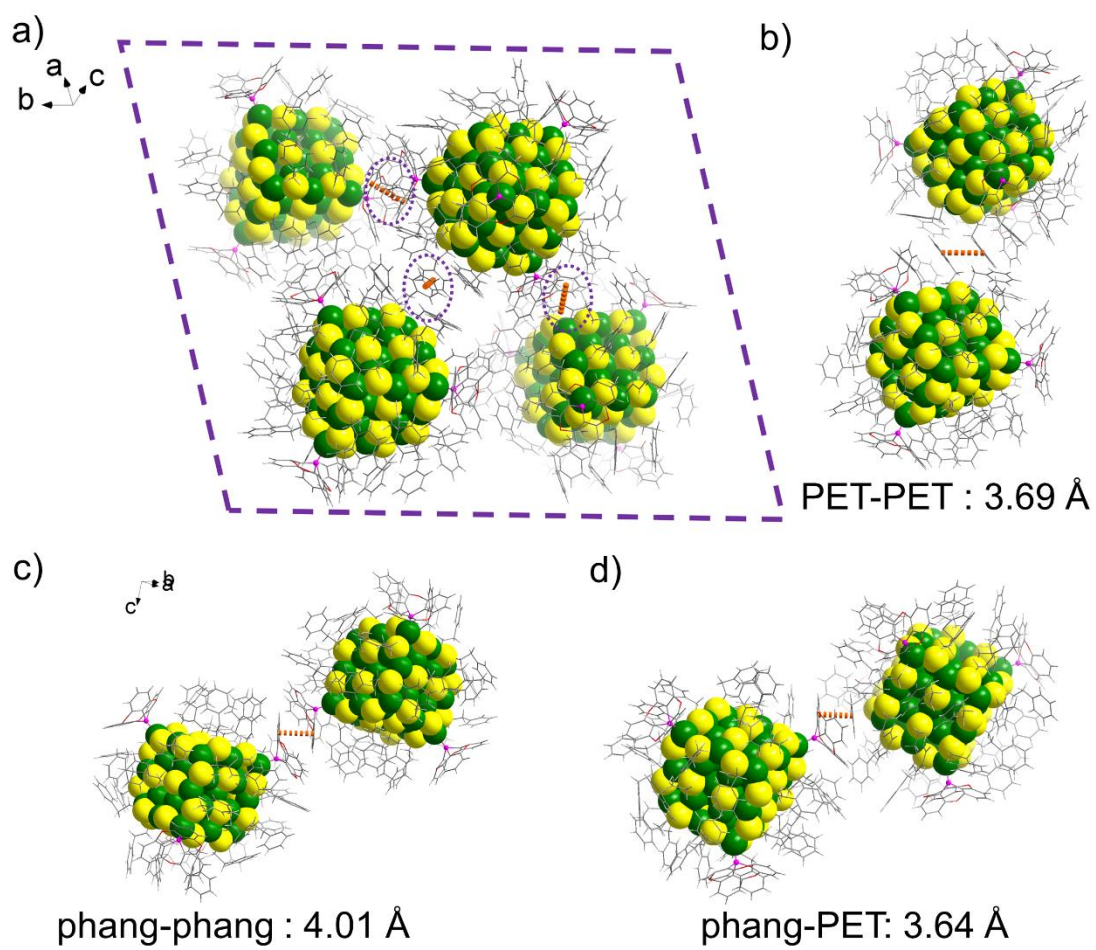 a)
b)
a
c
b
PET-PET : 3.69 Å
c)
d)
b
a
c
phang-phang : 4.01 Å
phang-PET: 3.64 Å